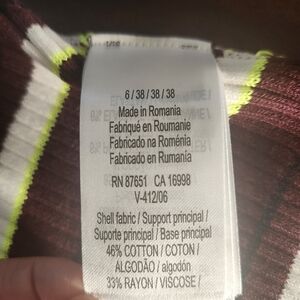 6 / 38 / 38 / 38
Made in Romania
Fabriqué en Roumanie
Fabricado na Roménia
Fabricado en Rumania
RN 87651 CA 16998
V-412/06
Shell fabric / Support principal /
Suporte principal / Base principal
46% COTTON / COTON /
ALGODÃO / algodón
33% RAYON / VISCOSE /